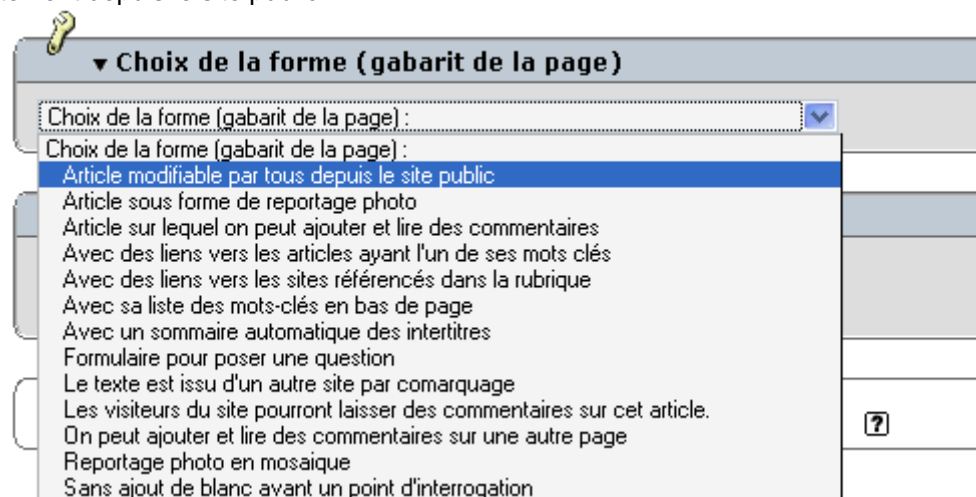 ▾ Choix de la forme (gabarit de la page)
Choix de la forme (gabarit de la page) :
Choix de la forme (gabarit de la page) :
Article modifiable par tous depuis le site public
Article sous forme de reportage photo
Article sur lequel on peut ajouter et lire des commentaires
Avec des liens vers les articles ayant l'un de ses mots clés
Avec des liens vers les sites référencés dans la rubrique
Avec sa liste des mots-clés en bas de page
Avec un sommaire automatique des intertitres
Formulaire pour poser une question
Le texte est issu d'un autre site par comarquage
Les visiteurs du site pourront laisser des commentaires sur cet article.
?
On peut ajouter et lire des commentaires sur une autre page
Reportage photo en mosaique
Sans ajout de blanc avant un point d'interrogation